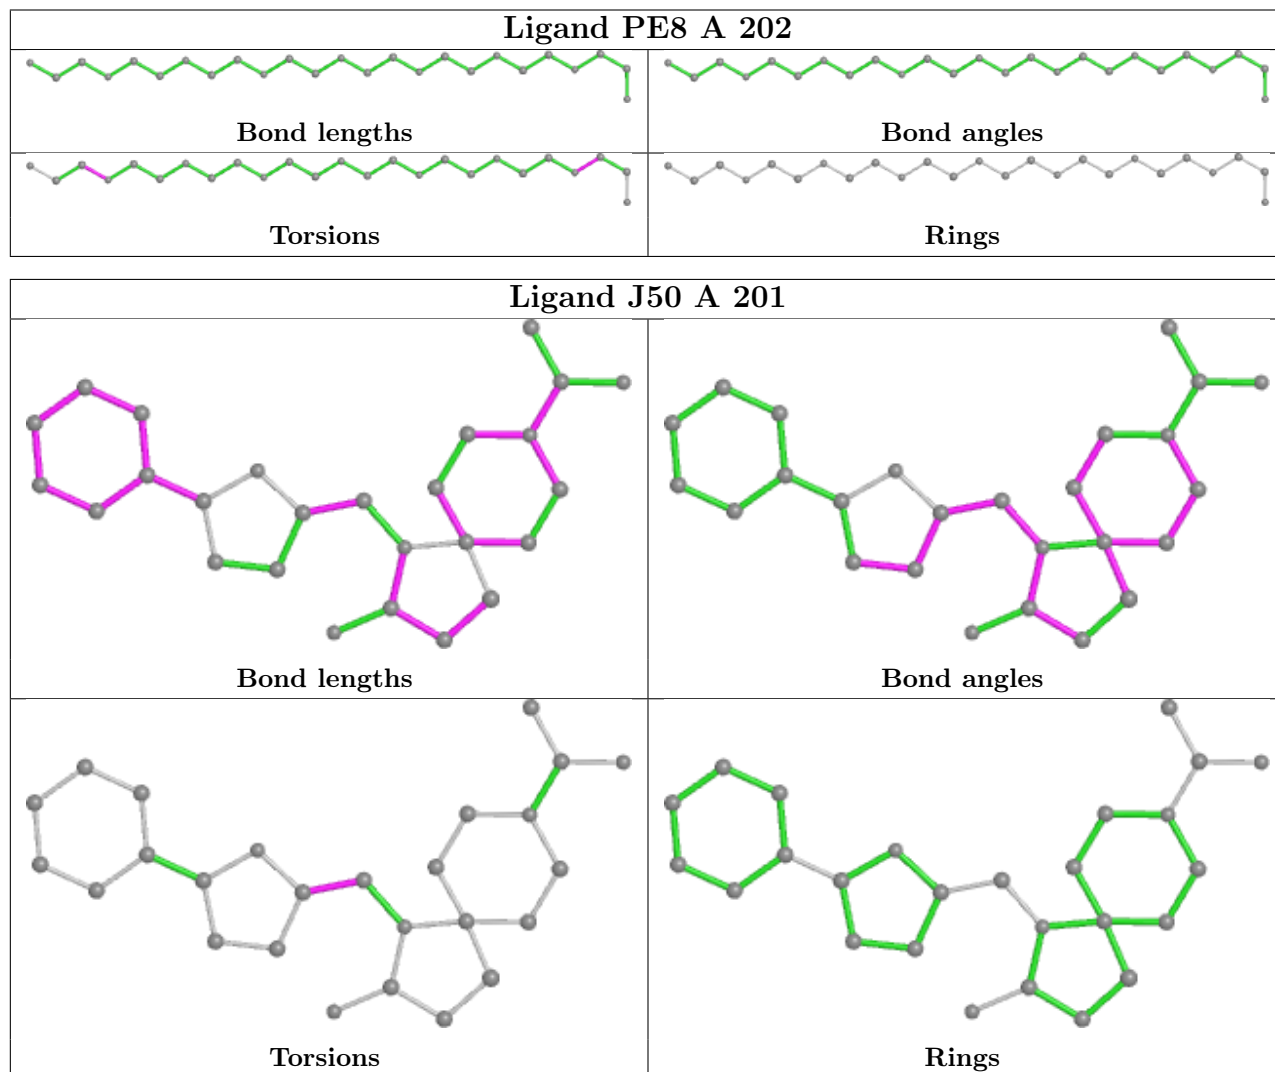 Ligand PE8 A 202
Bond lengths
Bond angles
Torsions
Rings
Ligand J50 A 201
Bond lengths
Bond angles
Torsions
Rings